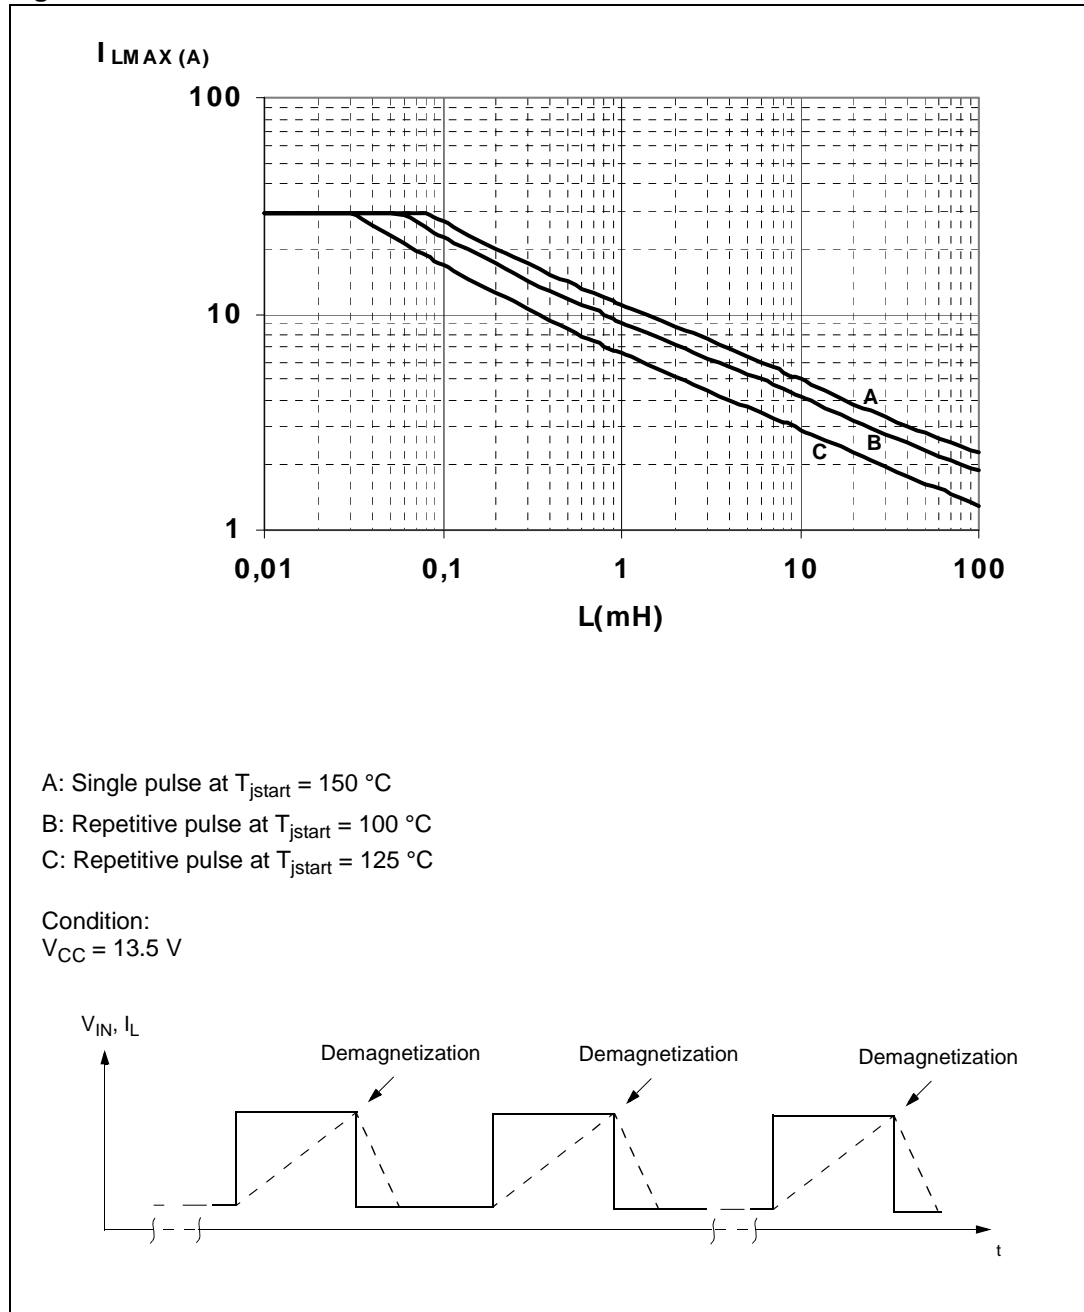 I LMAX (A)
100
10
1
A
B
C
0,01 0,1 1 10 100
L(mH)
A: Single pulse at Tjstart = 150 °C
B: Repetitive pulse at Tjstart = 100 °C
C: Repetitive pulse at Tjstart = 125 °C
Condition:
VCC = 13.5 V
VIN, IL
Demagnetization Demagnetization Demagnetization
t